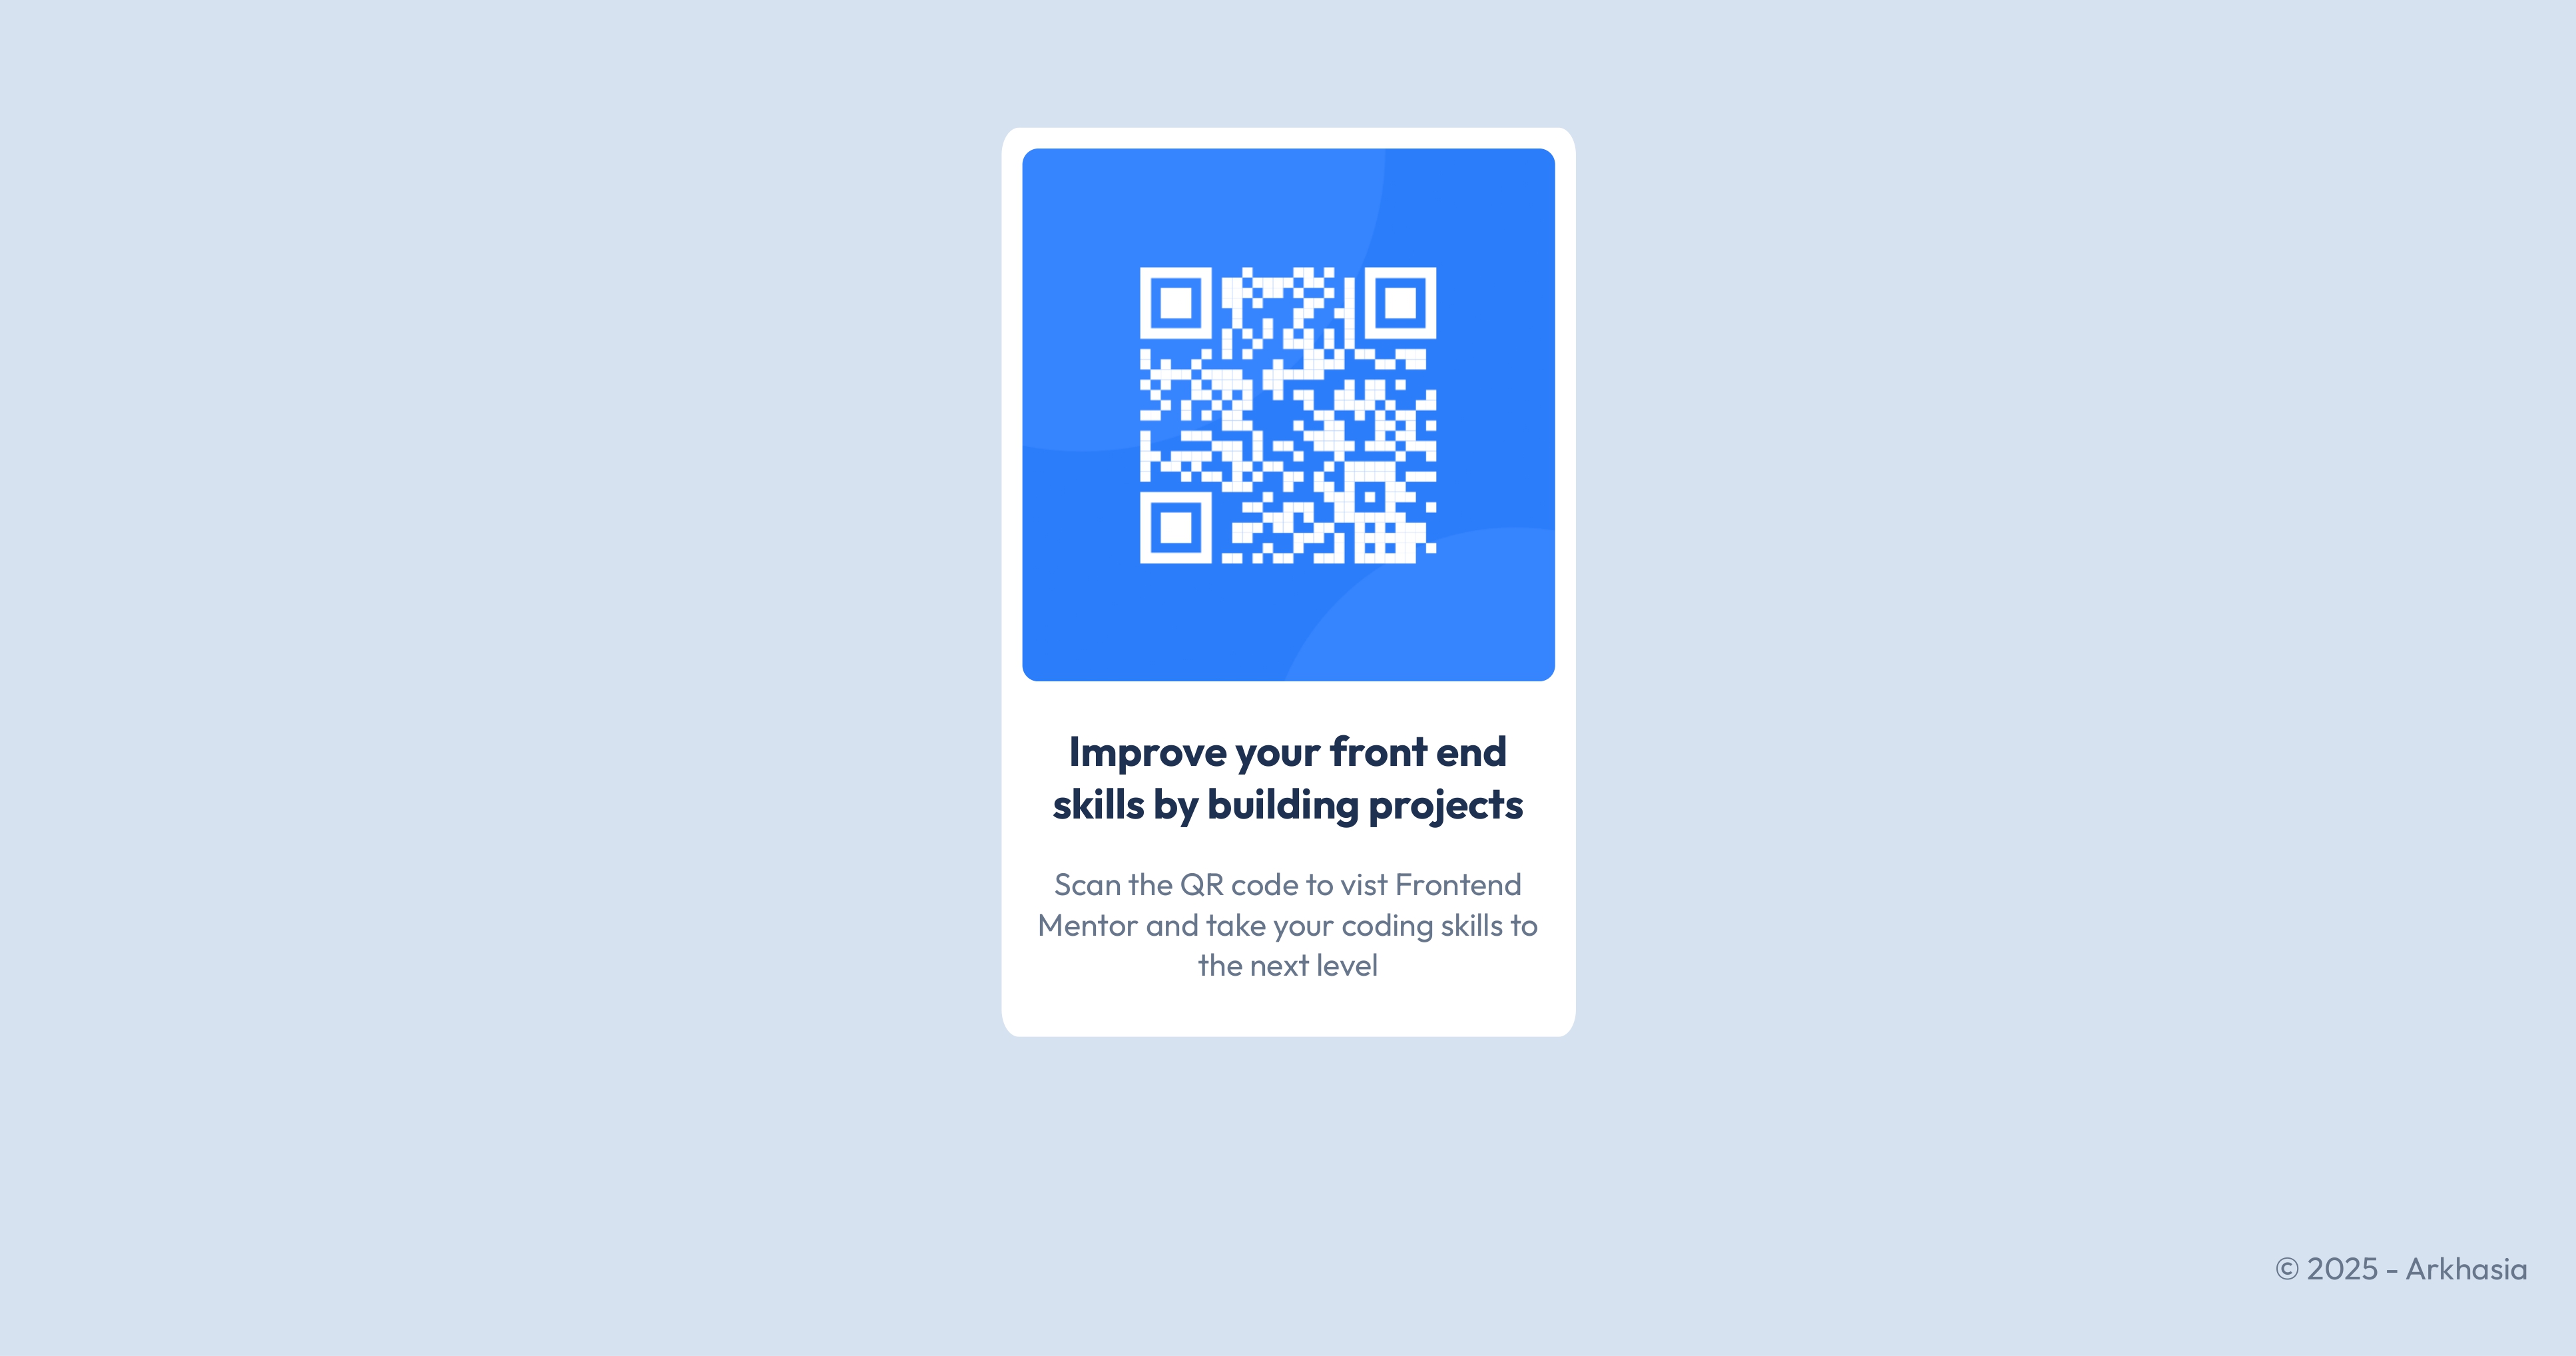 Improve your front end
skills by building projects
Scan the QR code to vist Frontend
Mentor and take your coding skills to
the next level
© 2025 - Arkhasia